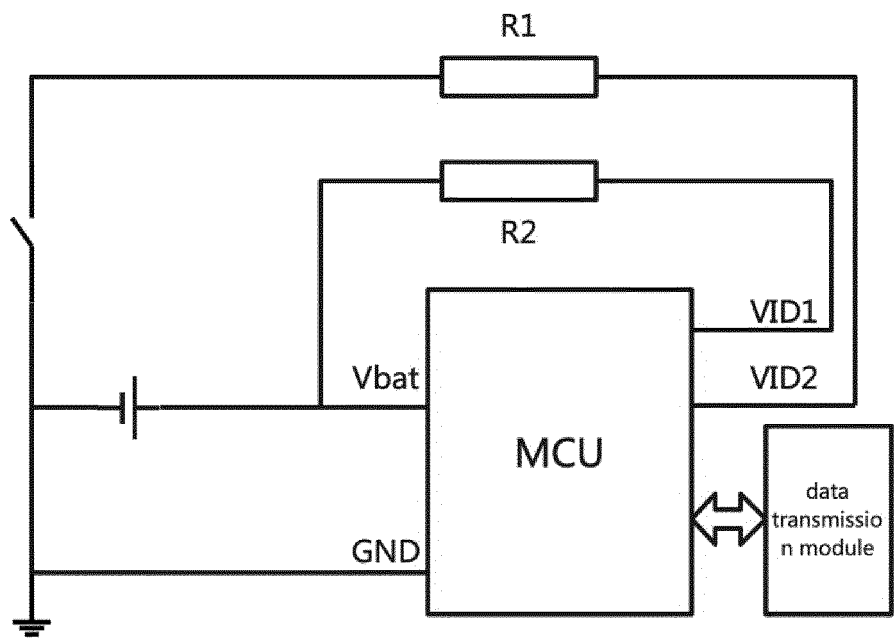 R1
R2
VID1
Vbat
VID2
MCU
data
transmissio
n module
GND